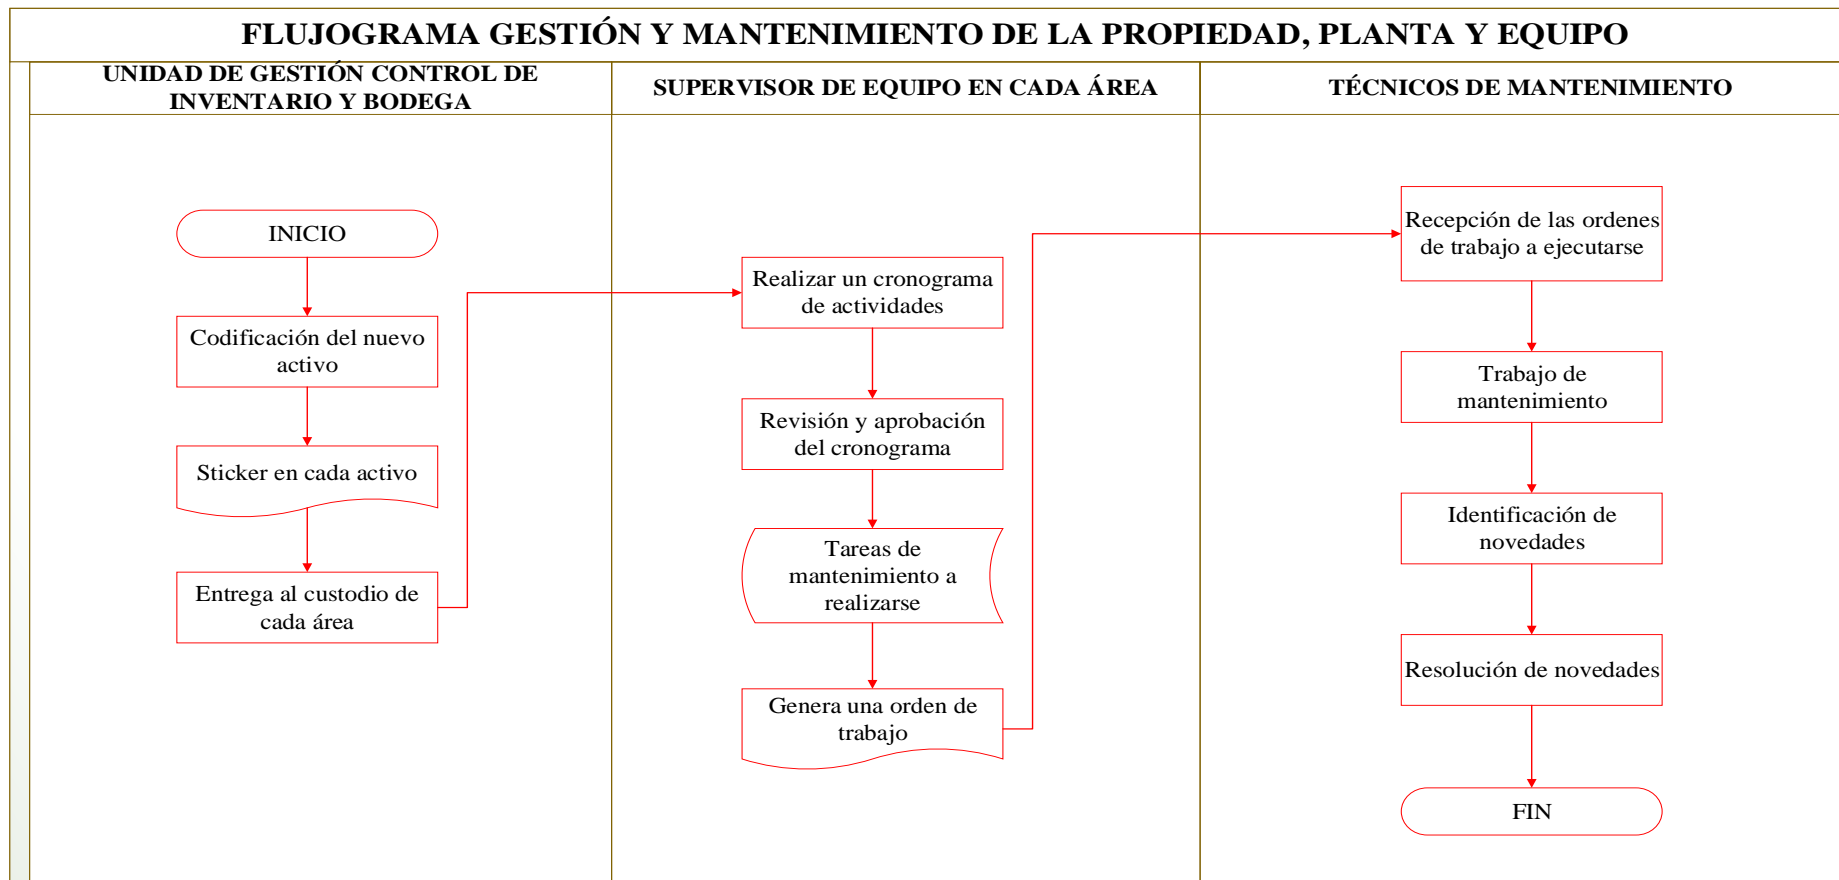 FLUJOGRAMA GESTIÓN Y MANTENIMIENTO DE LA PROPIEDAD, PLANTA Y EQUIPO
UNIDAD DE GESTIÓN CONTROL DE
INVENTARIO Y BODEGA
SUPERVISOR DE EQUIPO EN CADA ÁREA
TÉCNICOS DE MANTENIMIENTO
INICIO
Codificación del nuevo
activo
Sticker en cada activo
Entrega al custodio de
cada área
Realizar un cronograma
de actividades
Revisión y aprobación
del cronograma
Tareas de
mantenimiento a
realizarse
Genera una orden de
trabajo
Recepción de las ordenes
de trabajo a ejecutarse
Trabajo de
mantenimiento
Identificación de
novedades
Resolución de novedades
FIN